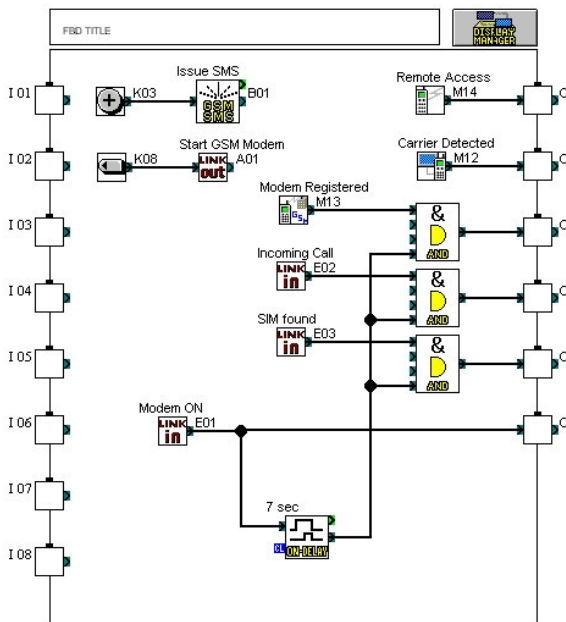 FBD TITLE
DISPLAY
MANAGER
Issue SMS
Remote Access
I 01
K03
GSM
SMS
B01
M14
O
Start GSM Modem
Carrier Detected
I 02
K08
LINK
out
A01
M12
O
Modem Registered
M13
&
I 03
AND
O
Incoming Call
LINK
in
E02
&
I 04
AND
O
SIM found
LINK
in
E03
&
I 05
AND
O
Modem ON
I 06
LINK
in
E01
O
I 07
7 sec
CL
ON-DELAY
I 08